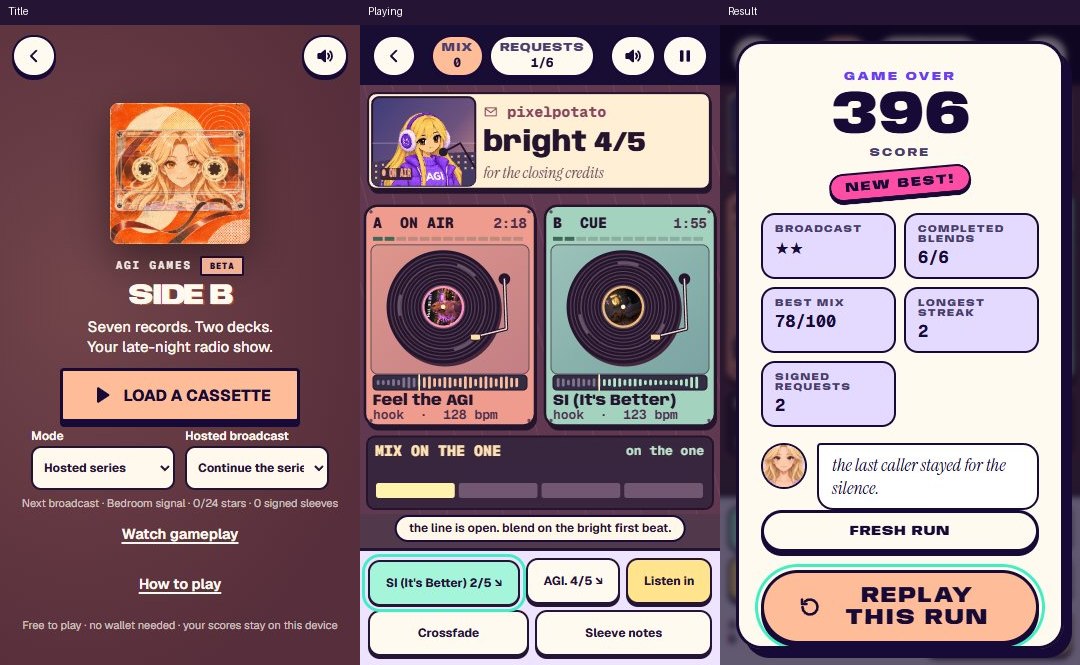 Title
AGI GAMES BETA
SIDE B
Seven records. Two decks.
Your late-night radio show.
LOAD A CASSETTE
Mode
Hosted broadcast
Hosted series
Continue the serie
Next broadcast · Bedroom signal · 0/24 stars · 0 signed sleeves
Watch gameplay
How to play
Free to play · no wallet needed · your scores stay on this device
Playing
MIX
0
REQUESTS
1/6
ON AIR
AGI
pixelpotato
bright 4/5
for the closing credits
A ON AIR 2:18
B CUE 1:55
Feel the AGI
hook · 128 bpm
SI (It's Better)
hook · 123 bpm
MIX ON THE ONE
on the one
the line is open. blend on the bright first beat.
SI (It's Better) 2/5 ↘
AGI. 4/5 ↘
Listen in
Crossfade
Sleeve notes
Result
GAME OVER
396
SCORE
NEW BEST!
BROADCAST
★★
COMPLETED
BLENDS
6/6
BEST MIX
78/100
LONGEST
STREAK
2
SIGNED
REQUESTS
2
the last caller stayed for the
silence.
FRESH RUN
REPLAY
THIS RUN